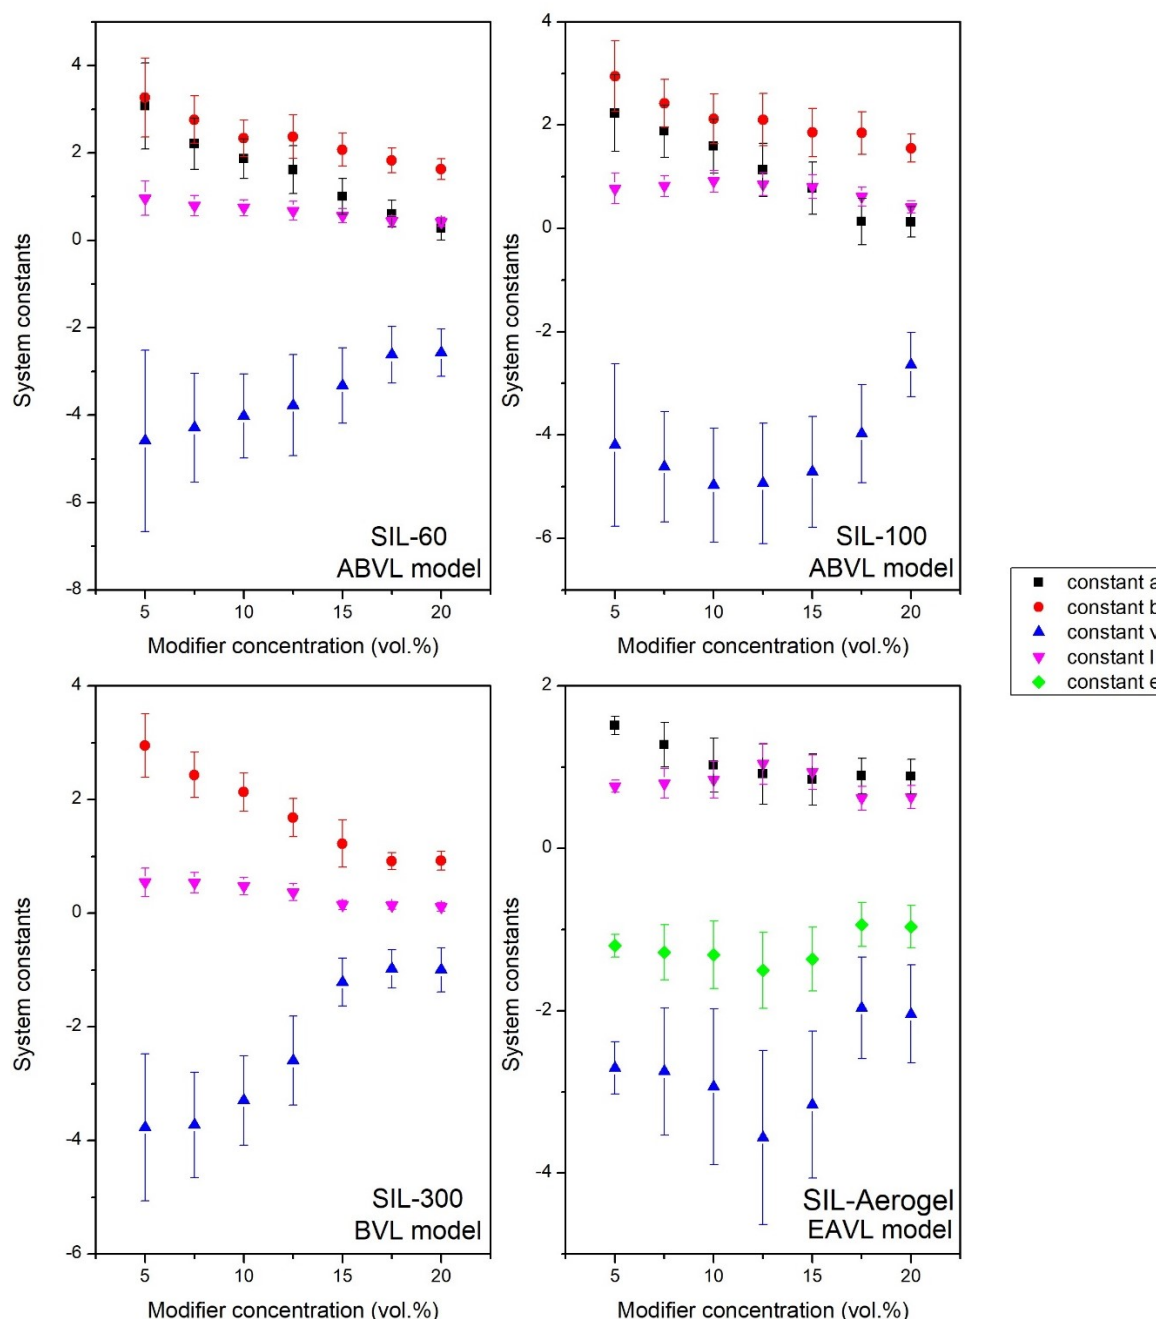 4
2
0
-2
-4
-6
-8
System constants
5
10
15
20
Modifier concentration (vol.%)
SIL-60
ABVL model
4
2
0
-2
-4
-6
System constants
5
10
15
20
Modifier concentration (vol.%)
SIL-100
ABVL model
constant a
constant b
constant v
constant l
constant e
4
2
0
-2
-4
-6
System constants
5
10
15
20
Modifier concentration (vol.%)
SIL-300
BVL model
2
0
-2
-4
System constants
5
10
15
20
Modifier concentration (vol.%)
SIL-Aerogel
EAVL model